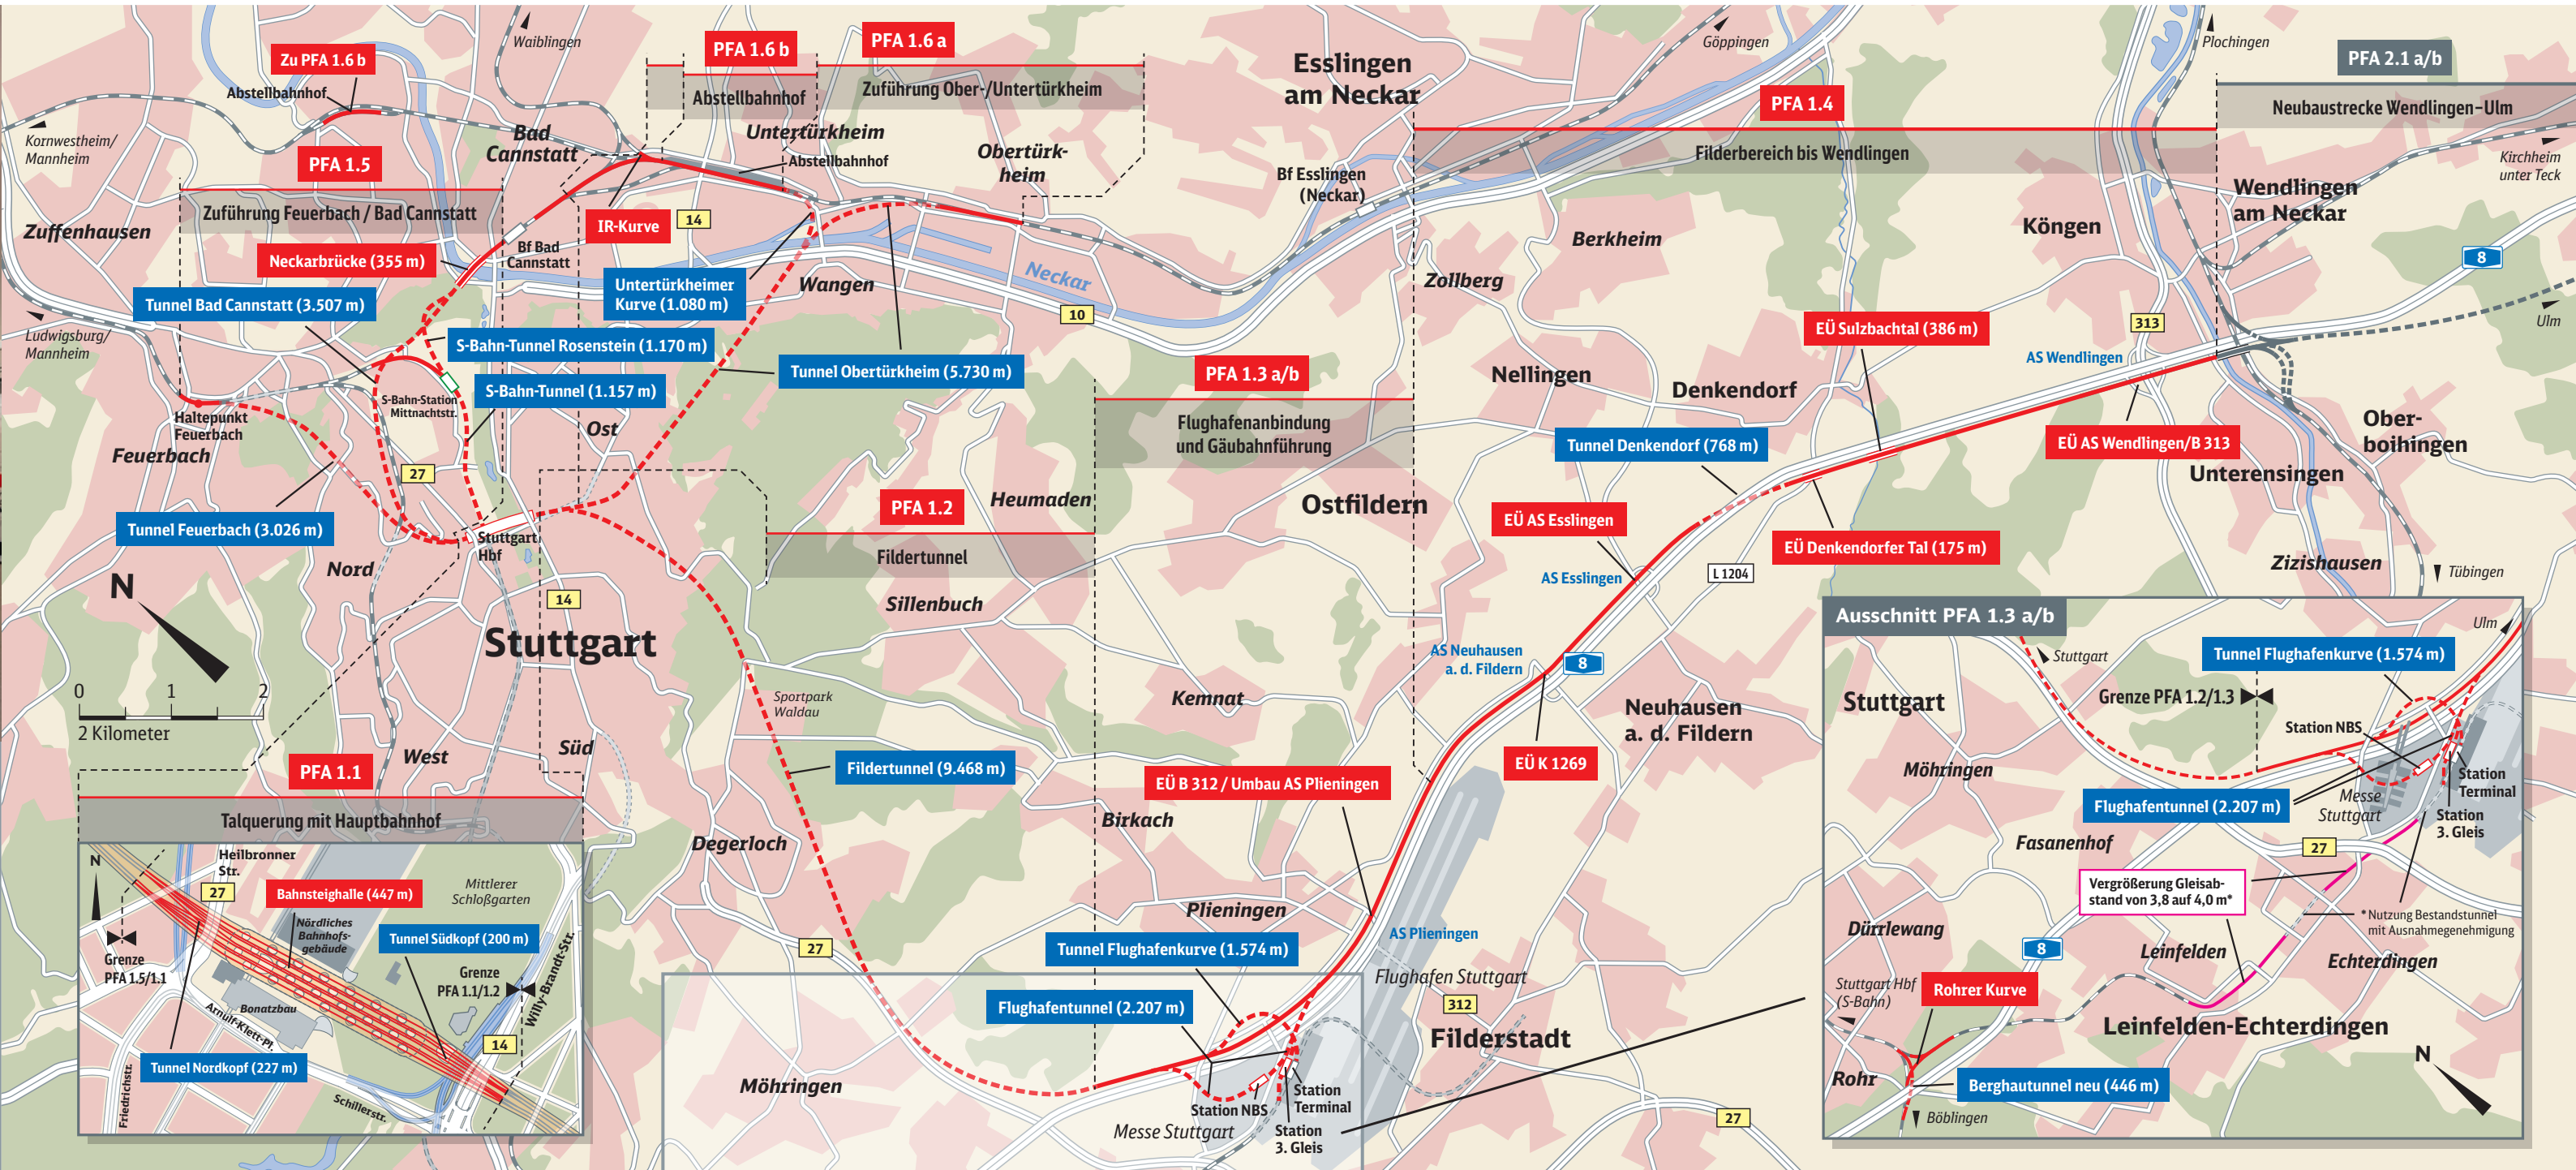 Zu PFA 1.6 b
Abstellbahnhof
Waiblingen
PFA 1.6 b
Abstellbahnhof
PFA 1.6 a
Zuführung Ober-/Untertürkheim
Esslingen
am Neckar
Göppingen
Plochingen
PFA 2.1 a/b
Neubaustrecke Wendlingen–Ulm
PFA 1.4
Filderbereich bis Wendlingen
Kornwestheim/
Mannheim
PFA 1.5
Zuführung Feuerbach / Bad Cannstatt
Bad
Cannstatt
Untertürkheim
Abstellbahnhof
Obertürk-
heim
Bf Esslingen
(Neckar)
Kirchheim
unter Teck
Wendlingen
am Neckar
Köngen
Zuffenhausen
IR-Kurve
14
Berkheim
Neckarbrücke (355 m)
Bf Bad
Cannstatt
Neckar
Wangen
Zollberg
8
Tunnel Bad Cannstatt (3.507 m)
Untertürkheimer
Kurve (1.080 m)
10
EÜ Sulzbachtal (386 m)
313
Ulm
Ludwigsburg/
Mannheim
S-Bahn-Tunnel Rosenstein (1.170 m)
Tunnel Obertürkheim (5.730 m)
PFA 1.3 a/b
Flughafenanbindung
und Gäubahnführung
Nellingen
Denkendorf
AS Wendlingen
S-Bahn-Tunnel (1.157 m)
S-Bahn-Station
Mittnachtstr.
Haltepunkt
Feuerbach
Feuerbach
Ost
27
Tunnel Denkendorf (768 m)
EÜ AS Wendlingen/B 313
Ober-
boihingen
Unterensingen
Tunnel Feuerbach (3.026 m)
Stuttgart
Hbf
Nord
PFA 1.2
Fildertunnel
Heumaden
Ostfildern
EÜ AS Esslingen
EÜ Denkendorfer Tal (175 m)
AS Esslingen
L 1204
Zizishausen
Tübingen
N
14
Sillenbuch
Stuttgart
0 1 2
2 Kilometer
Sportpark
Waldau
Kemnat
AS Neuhausen
a. d. Fildern
8
Neuhausen
a. d. Fildern
West
Süd
Fildertunnel (9.468 m)
EÜ K 1269
EÜ B 312 / Umbau AS Plieningen
PFA 1.1
Talquerung mit Hauptbahnhof
Degerloch
Birkach
Plieningen
AS Plieningen
27
Tunnel Flughafenkurve (1.574 m)
Flughafen Stuttgart
312
Flughafentunnel (2.207 m)
Filderstadt
Möhringen
Station NBS
Station
Terminal
Messe Stuttgart
Station
3. Gleis
27
N
Heilbronner
Str.
27
Bahnsteighalle (447 m)
Mittlerer
Schloßgarten
Nördliches
Bahnhofs-
gebäude
Tunnel Südkopf (200 m)
Grenze
PFA 1.5/1.1
Grenze
PFA 1.1/1.2
Willy-Brandt-Str.
Bonatzbau
Arnulf-Klett-Pl.
14
Tunnel Nordkopf (227 m)
Friedrichstr.
Schillerstr.
Ausschnitt PFA 1.3 a/b
Ulm
Stuttgart
Tunnel Flughafenkurve (1.574 m)
Stuttgart
Grenze PFA 1.2/1.3
Station NBS
Möhringen
Station
Terminal
Flughafentunnel (2.207 m)
Messe
Stuttgart
Station
3. Gleis
Fasanenhof
27
Vergrößerung Gleisab-
stand von 3,8 auf 4,0 m*
*Nutzung Bestandstunnel
mit Ausnahmegenehmigung
Dürrlewang
8
Leinfelden
Echterdingen
Stuttgart Hbf
(S-Bahn)
Rohrer Kurve
Leinfelden-Echterdingen
N
Rohr
Berghautunnel neu (446 m)
Böblingen